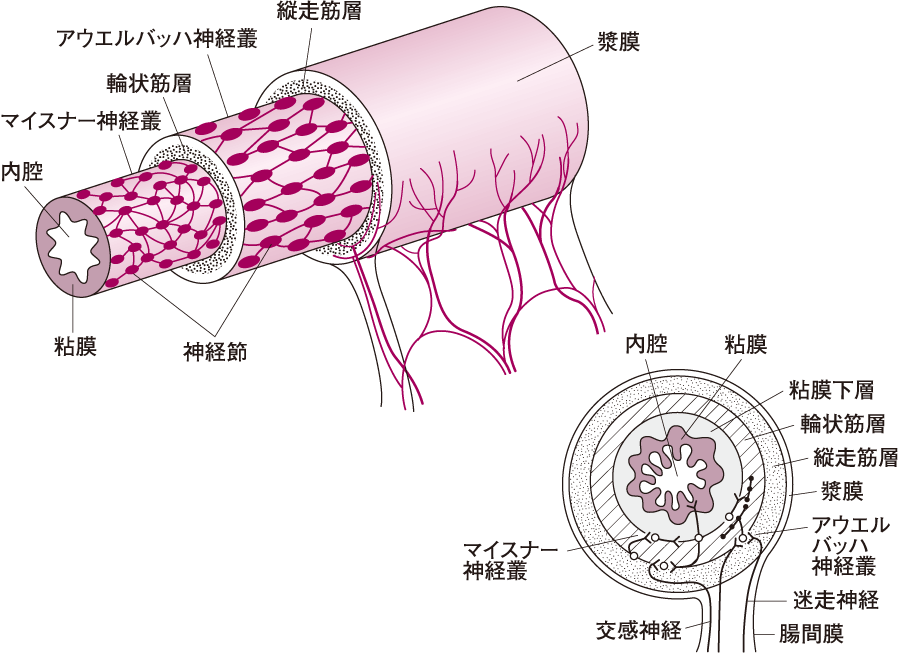 縦走筋層
アウエルバッハ神経叢
漿膜
輪状筋層
マイスナー神経叢
内腔
粘膜
神経節
内腔
粘膜
粘膜下層
輪状筋層
縦走筋層
漿膜
アウエル
バッハ
神経叢
マイスナー
神経叢
迷走神経
交感神経
腸間膜